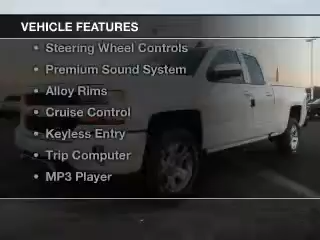 VEHICLE FEATURES
• Steering Wheel Controls
• Premium Sound System
• Alloy Rims
• Cruise Control
• Keyless Entry
• Trip Computer
• MP3 Player